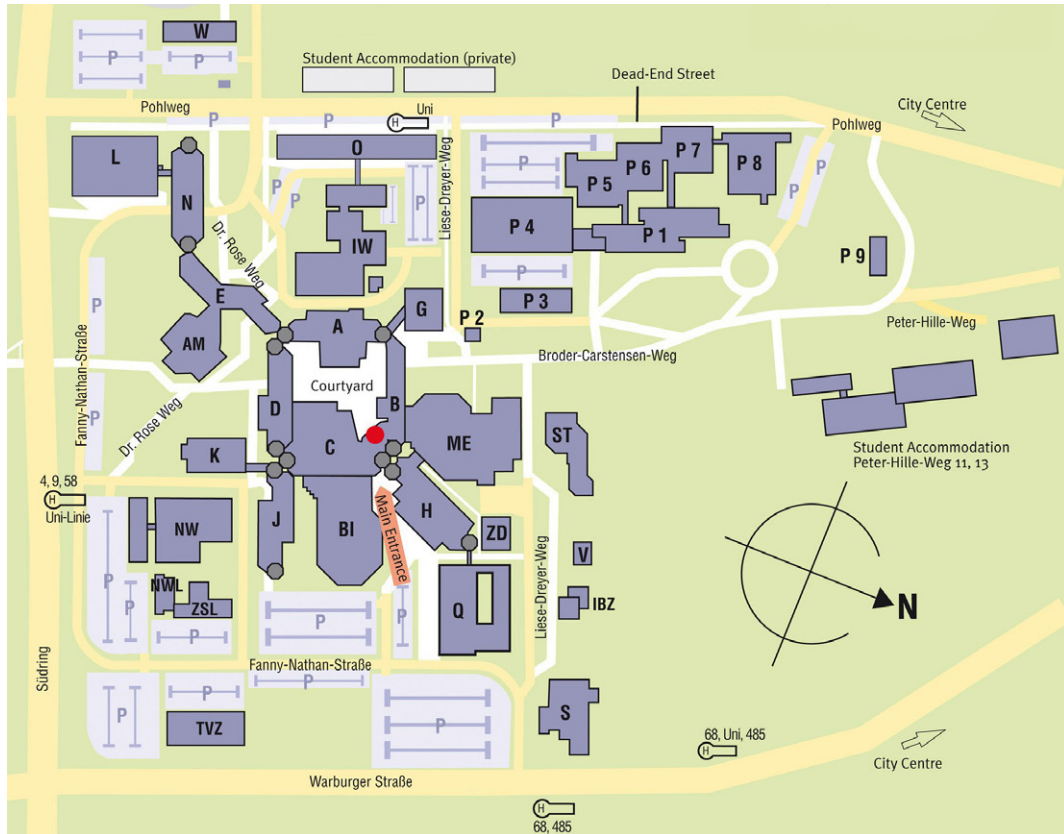 W
P
P
Student Accommodation (private)
Dead-End Street
City Centre
Pohlweg
P
P
Uni
H
Pohlweg
L
O
P 7
P 8
P 6
P 5
P
P
P
P
N
Liese-Dreyer-Weg
P 4
P 1
Dr. Rose Weg
IW
P 9
E
P
G
P 3
P
P 2
A
AM
Peter-Hille-Weg
Broder-Carstensen-Weg
Fanny-Nathan-Straße
Courtyard
P
D
B
Dr. Rose Weg
ST
K
C
ME
Student Accommodation
Peter-Hille-Weg 11, 13
4, 9, 58
H
Uni-Linie
Main Entrance
J
BI
H
ZD
NW
P
V
NWL
ZSL
P
P
P
P
Q
IBZ
Liese-Dreyer-Weg
N
Fanny-Nathan-Straße
P
P
P
Südring
TVZ
P
S
68, Uni, 485
H
City Centre
Warburger Straße
H
68, 485